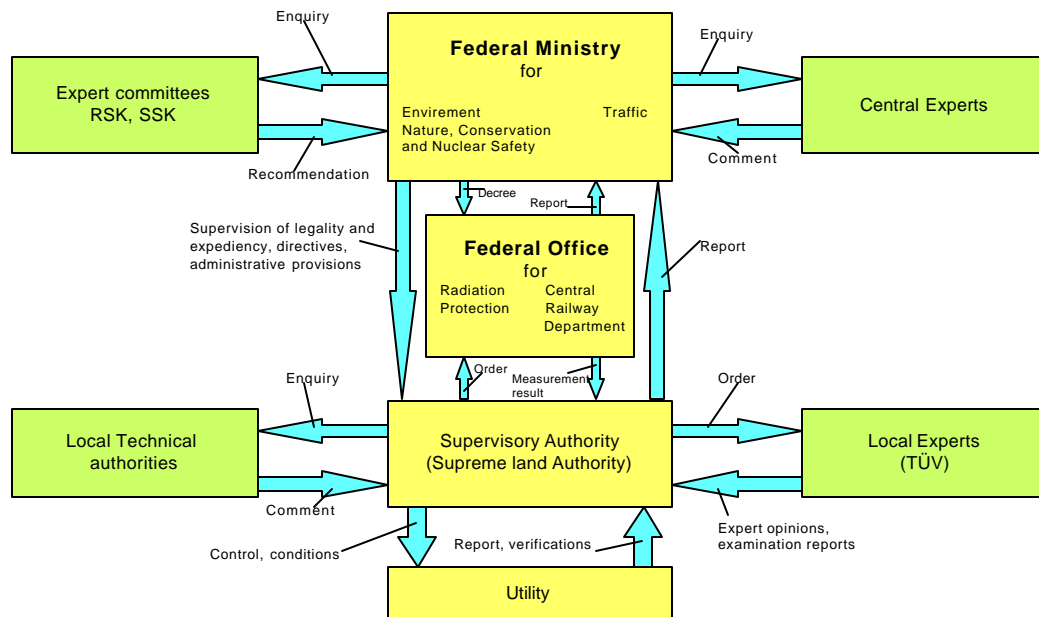 Enquiry
Federal Ministry
for
Envirement
Nature, Conservation
and Nuclear Safety
Traffic
Enquiry
Expert committees
RSK, SSK
Central Experts
Recommendation
Comment
Decree
Report
Supervision of legality and
expediency, directives,
administrative provisions
Federal Office
for
Radiation
Protection
Central
Railway
Department
Report
Enquiry
Order
Measurement
result
Order
Local Technical
authorities
Supervisory Authority
(Supreme land Authority)
Local Experts
(TÜV)
Comment
Control, conditions
Report, verifications
Expert opinions,
examination reports
Utility